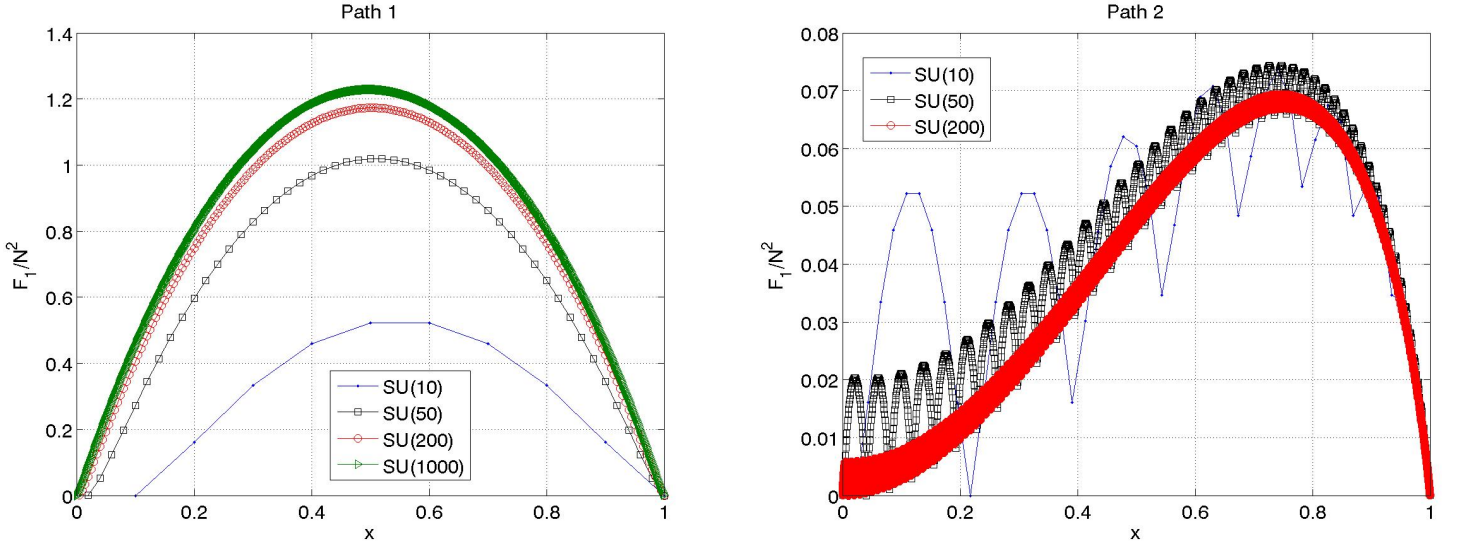 Path 1
F1/N2
1.4
1.2
1
0.8
0.6
0.4
0.2
0
SU(10)
SU(50)
SU(200)
SU(1000)
0 0.2 0.4 0.6 0.8 1
x
Path 2
F1/N2
0.08
0.07
0.06
0.05
0.04
0.03
0.02
0.01
0
SU(10)
SU(50)
SU(200)
0 0.2 0.4 0.6 0.8 1
x